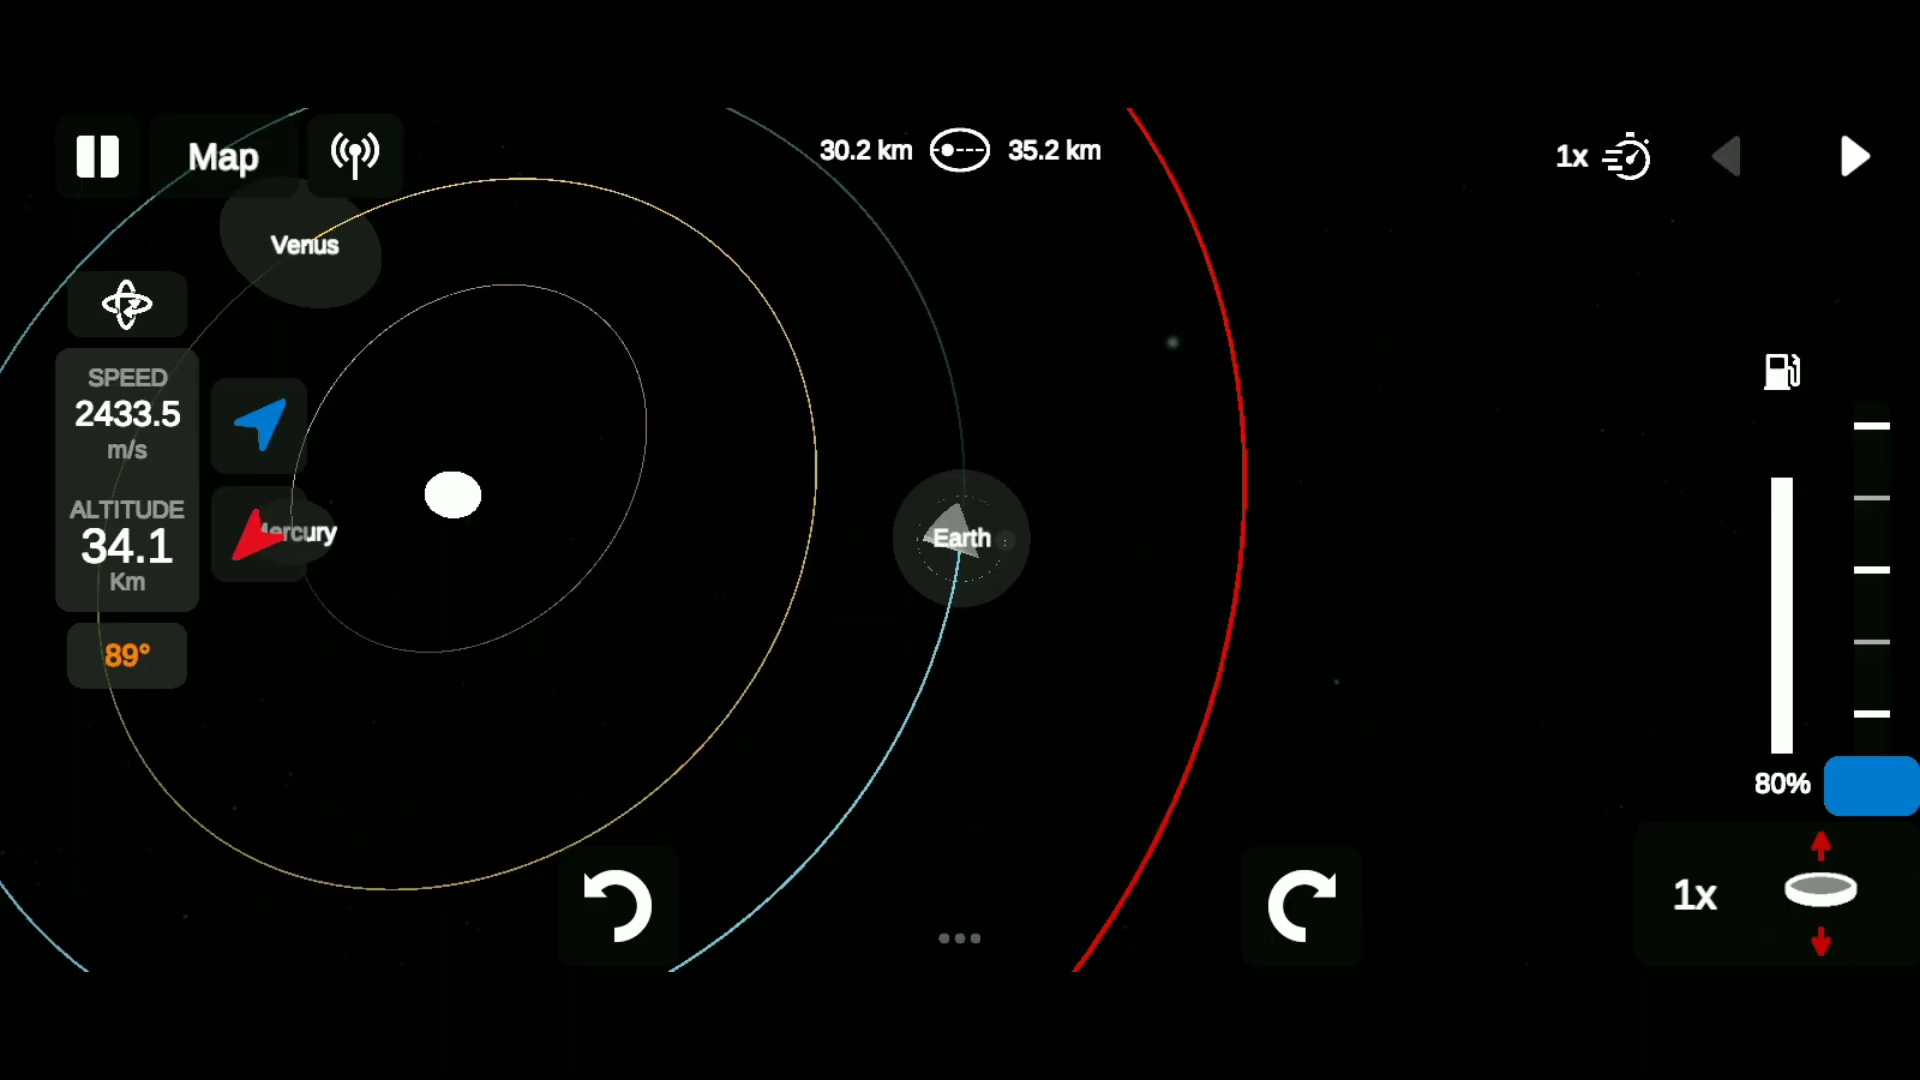 Map
30.2 km
35.2 km
1x
Venus
SPEED
2433.5
m/s
ALTITUDE
34.1
Km
Mercury
Earth
89°
80%
1x